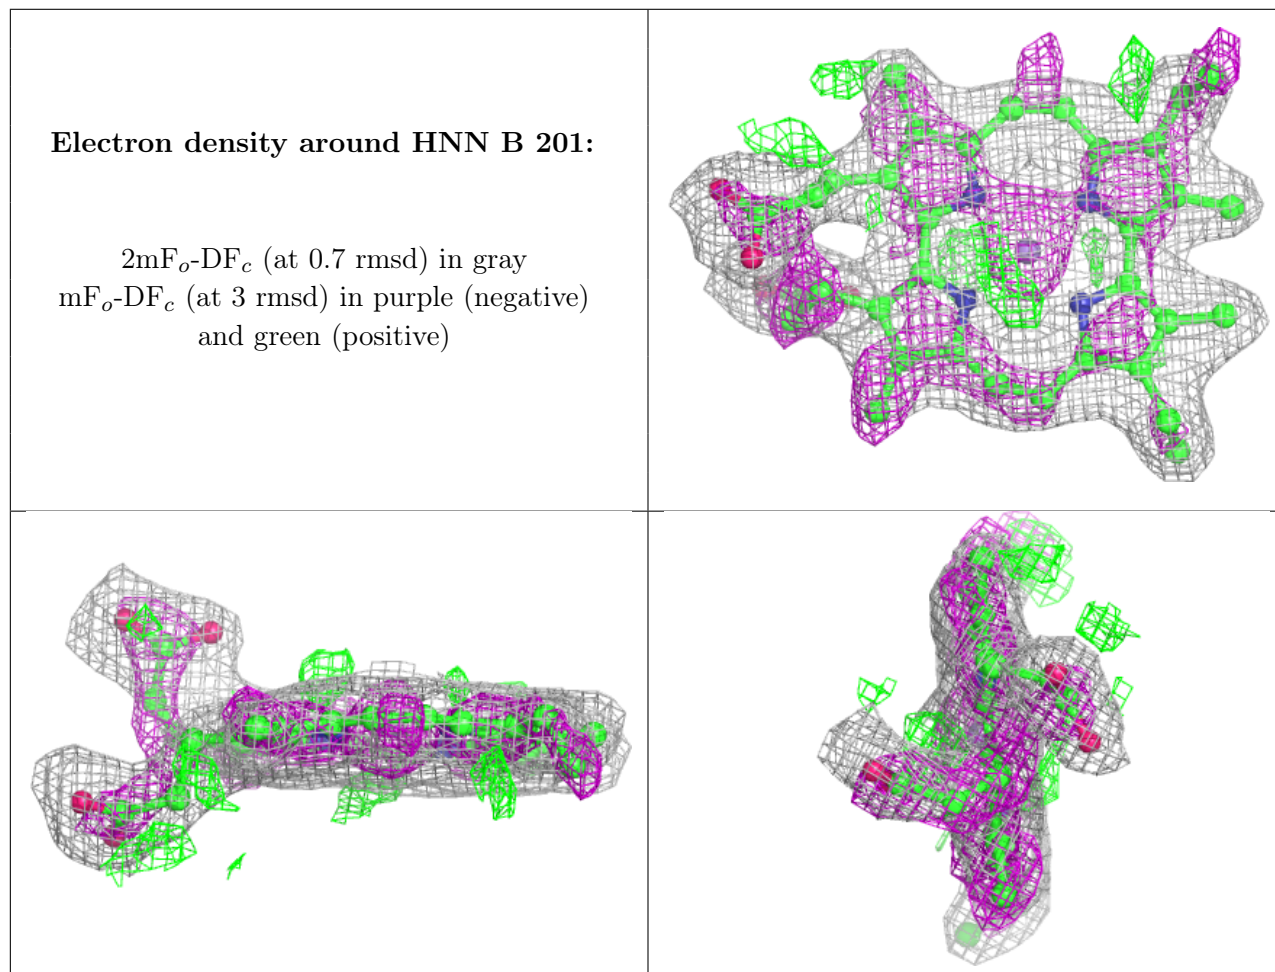 Electron density around HNN B 201:
2mFo-DFc (at 0.7 rmsd) in gray
mFo-DFc (at 3 rmsd) in purple (negative)
and green (positive)